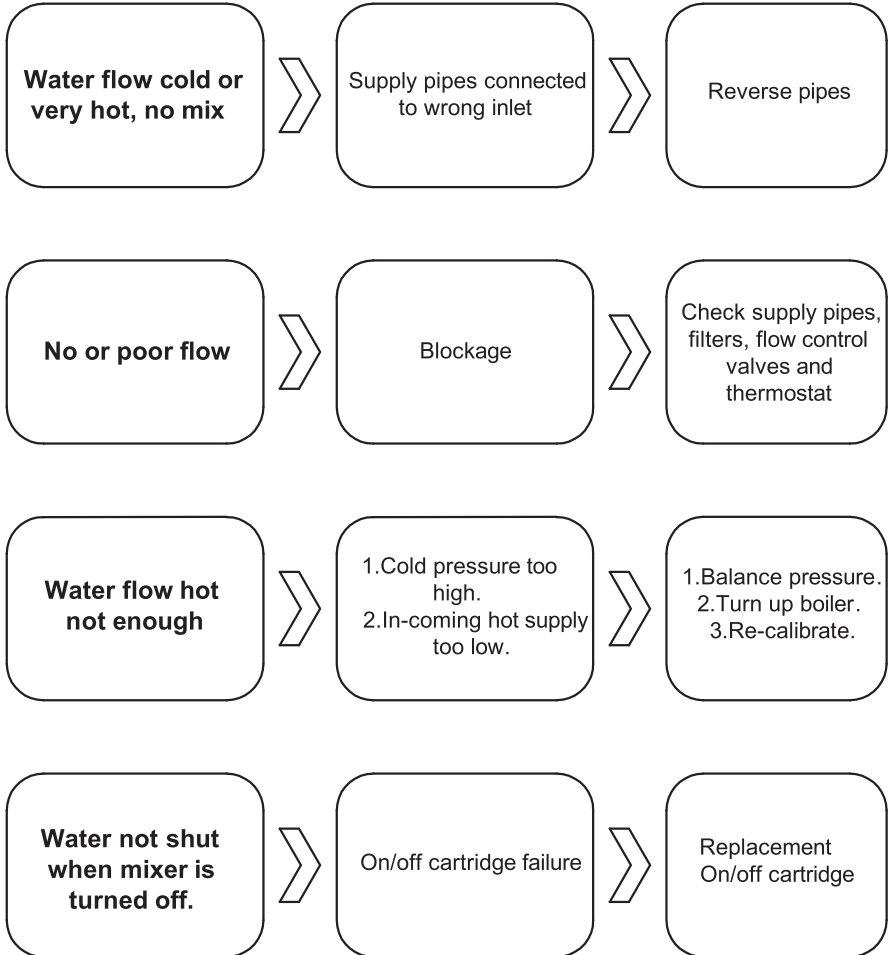 Water flow cold or
very hot, no mix
Supply pipes connected
to wrong inlet
Reverse pipes
No or poor flow
Blockage
Check supply pipes,
filters, flow control
valves and
thermostat
Water flow hot
not enough
1.Cold pressure too
high.
2.In-coming hot supply
too low.
1.Balance pressure.
2.Turn up boiler.
3.Re-calibrate.
Water not shut
when mixer is
turned off.
On/off cartridge failure
Replacement
On/off cartridge